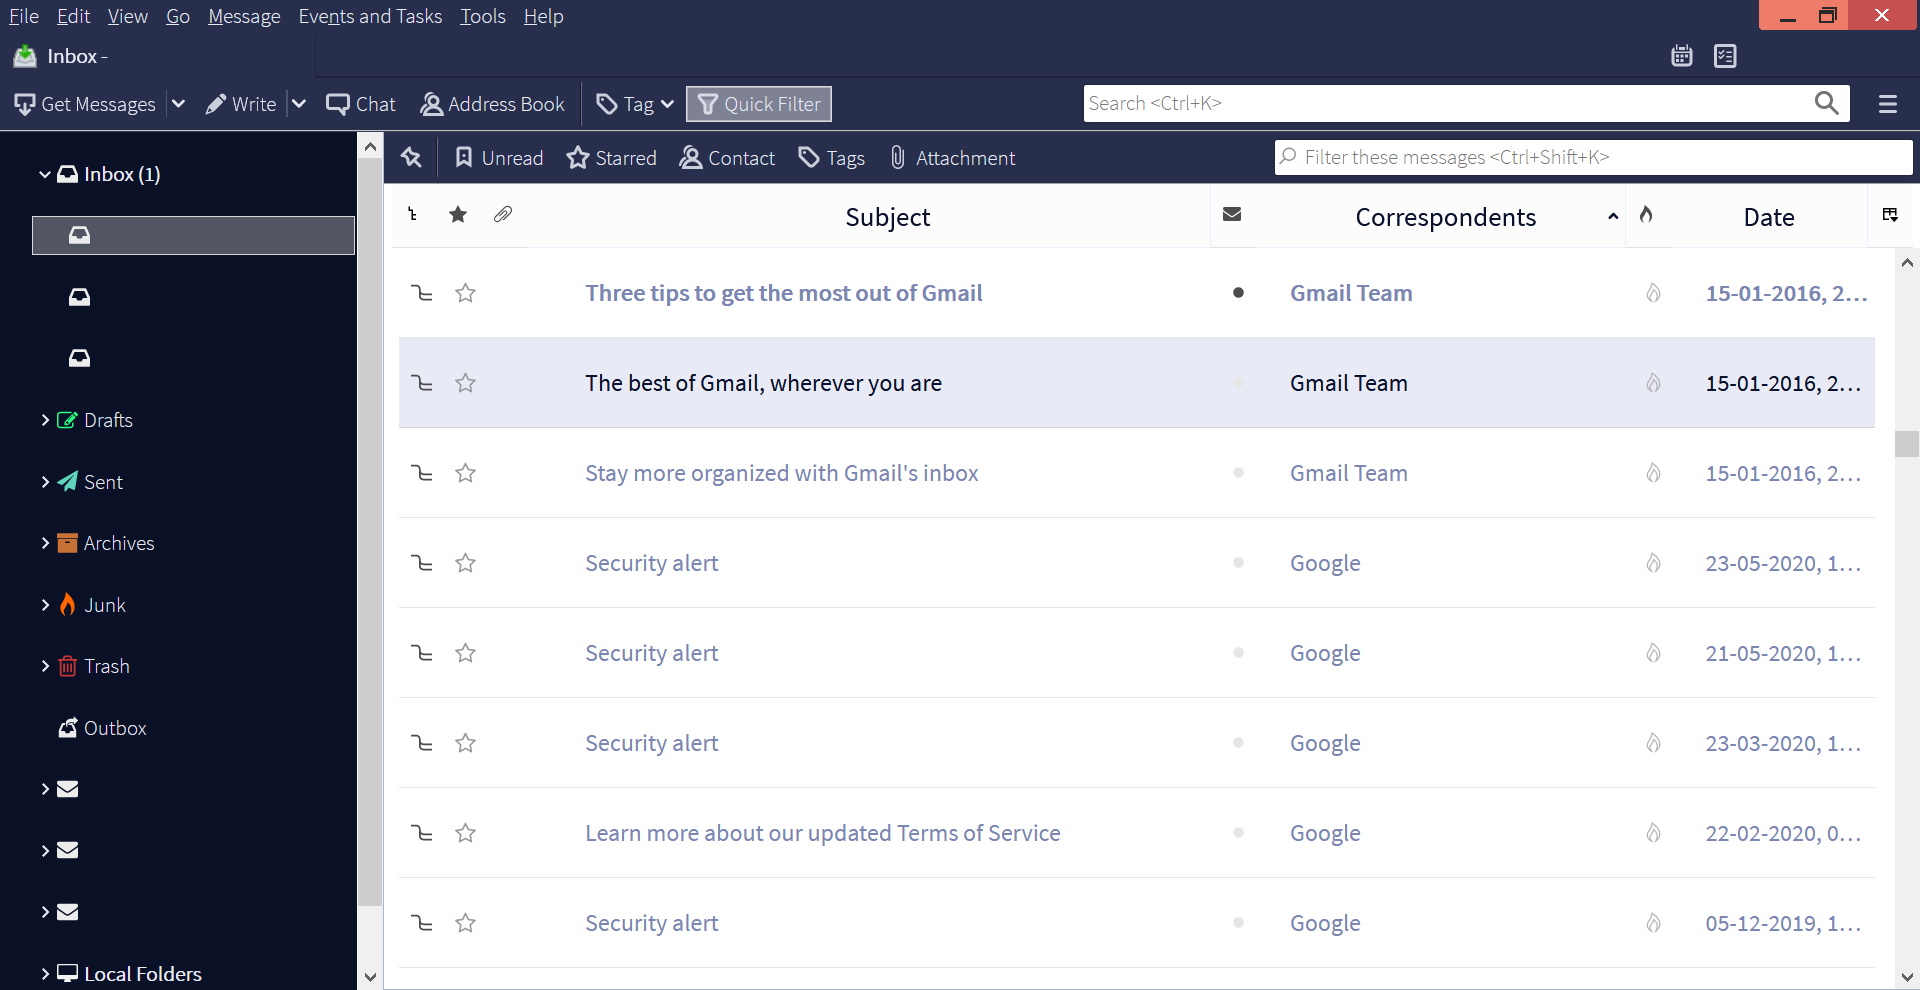 File Edit View Go Message Events and Tasks Tools Help
Inbox -
Get Messages Write Chat Address Book Tag Quick Filter Search <Ctrl+K>
Inbox (1)
Drafts
Sent
Archives
Junk
Trash
Outbox
Local Folders
Unread Starred Contact Tags Attachment Filter these messages <Ctrl+Shift+K>
Subject Correspondents Date
Three tips to get the most out of Gmail Gmail Team 15-01-2016, 2...
The best of Gmail, wherever you are Gmail Team 15-01-2016, 2...
Stay more organized with Gmail's inbox Gmail Team 15-01-2016, 2...
Security alert Google 23-05-2020, 1...
Security alert Google 21-05-2020, 1...
Security alert Google 23-03-2020, 1...
Learn more about our updated Terms of Service Google 22-02-2020, 0...
Security alert Google 05-12-2019, 1...